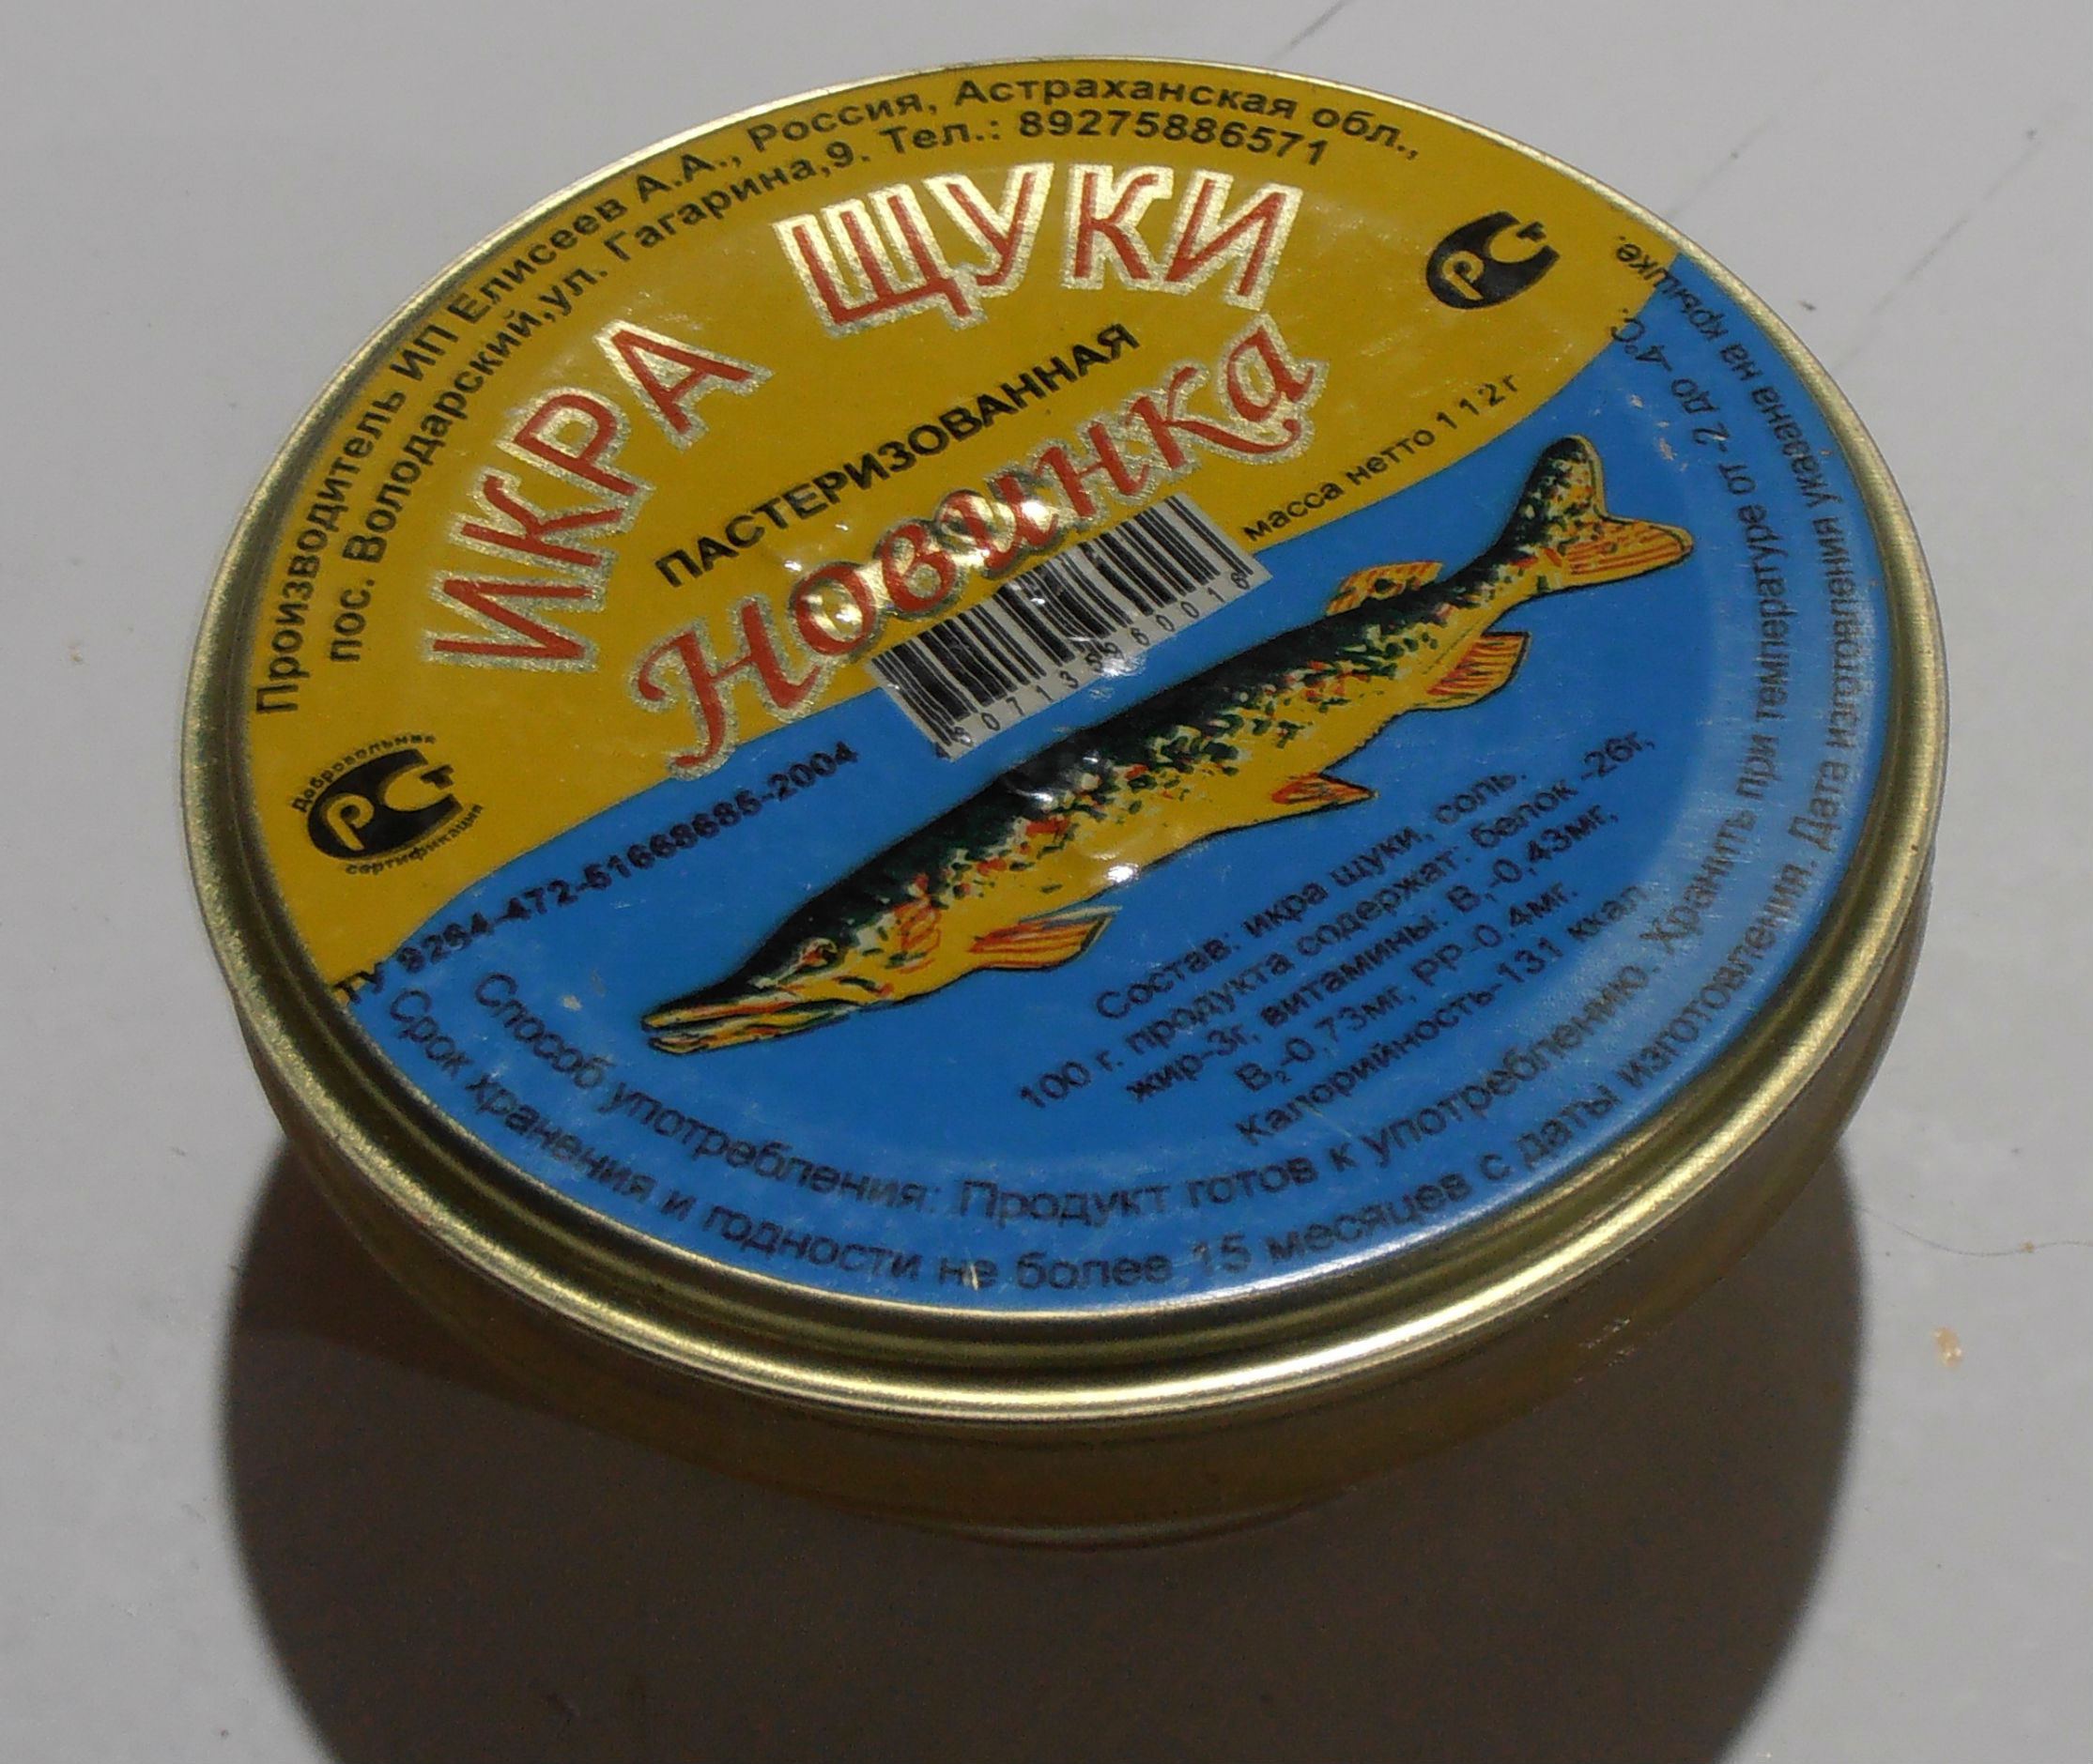 Производитель ИП Елисеев А.А., Россия, Астраханская обл.,
пос. Володарский,ул. Гагарина,9. Тел.: 89275886571
ИКРА ЩУКИ
ПАСТЕРИЗОВАННАЯ
Новинка
масса нетто 112г
РСТ
Добровольная
РСТ
сертификация
ТУ 9264-472-51668685-2004
Состав: икра щуки, соль.
100 г. продукта содержат: белок -26г,
жир-3г, витамины: B₁-0,43мг,
B₂-0,73мг, PP-0.4мг.
Калорийность-131 ккал.
Способ употребления: Продукт готов к употреблению. Хранить при температуре от -2 до -4°С.
Срок хранения и годности не более 15 месяцев с даты изготовления. Дата изготовления указана на крышке.